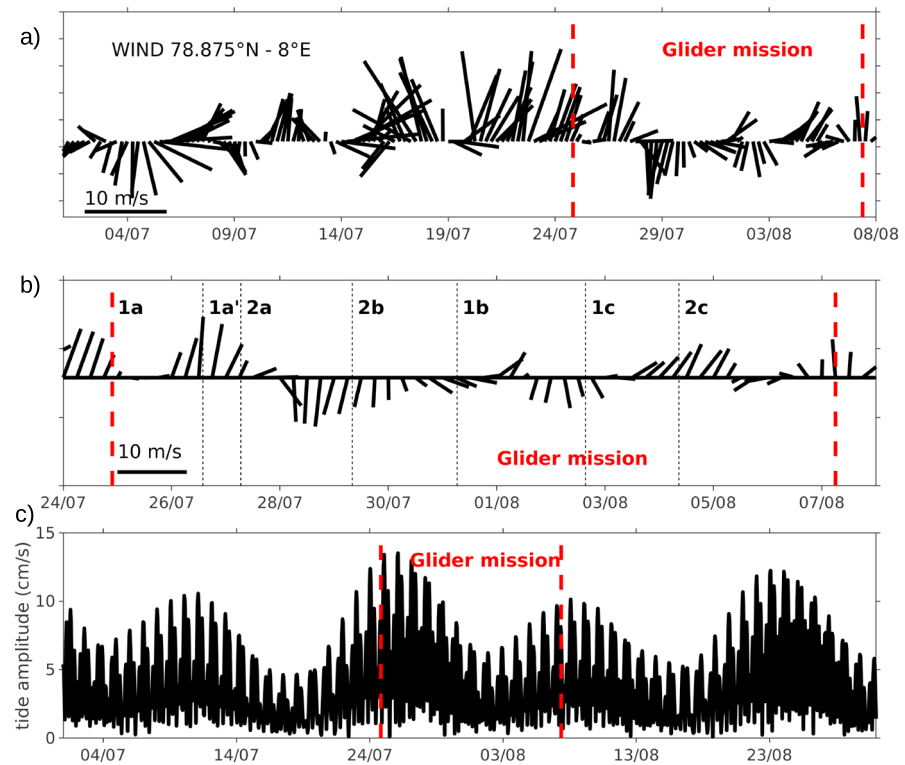 a)
WIND 78.875°N - 8°E
Glider mission
10 m/s
04/07 09/07 14/07 19/07 24/07 29/07 03/08 08/08
b)
1a 1a' 2a 2b 1b 1c 2c
10 m/s
Glider mission
24/07 26/07 28/07 30/07 01/08 03/08 05/08 07/08
c)
15
Glider mission
10
5
0
tide amplitude (cm/s)
04/07 14/07 24/07 03/08 13/08 23/08